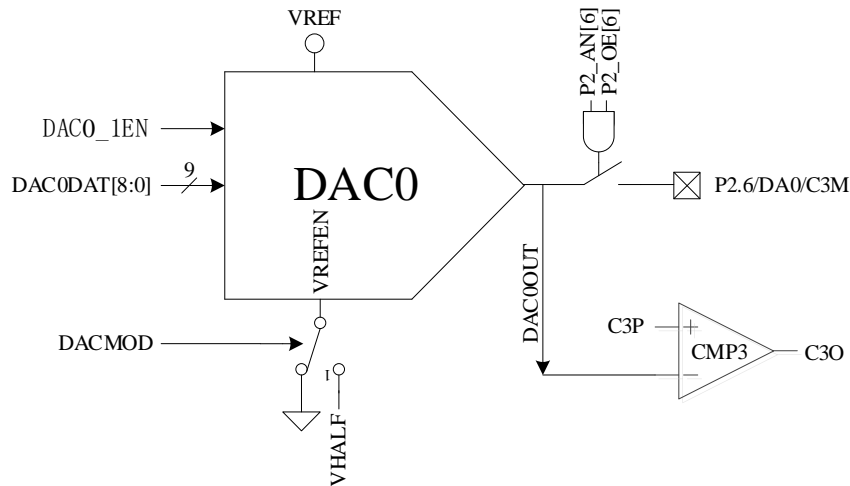 VREF
P2_AN[6]
P2_OE[6]
DAC0_1EN
DAC0DAT[8:0]
9
DAC0
P2.6/DA0/C3M
VREFEN
DAC0OUT
DACMOD
C3P
+
CMP3
C3O
-
1
VHALF